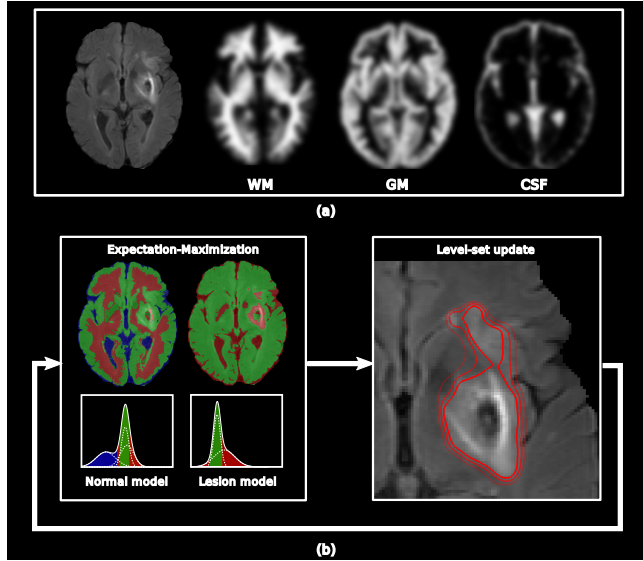 WM GM CSF
(a)
Expectation-Maximization
Level-set update
Normal model
Lesion model
(b)